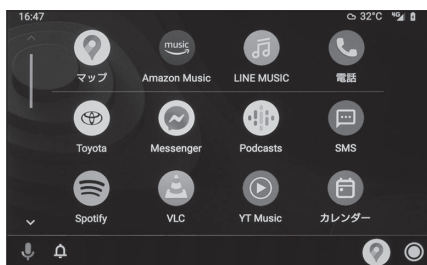 16:47 32°C 4G
music
マップ Amazon Music LINE MUSIC 電話
Toyota Messenger Podcasts SMS
Spotify VLC YT Music カレンダー